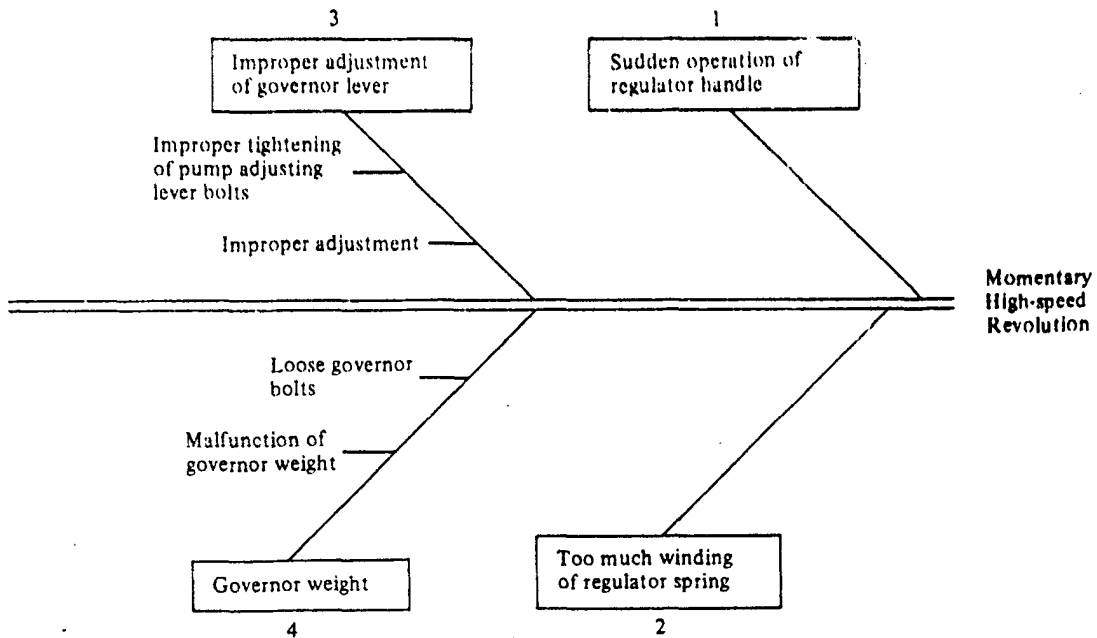 3
Improper adjustment
of governor lever
1
Sudden operation of
regulator handle
Improper tightening
of pump adjusting
lever bolts
Improper adjustment
Momentary
High-speed
Revolution
Loose governor
bolts
Malfunction of
governor weight
Governor weight
4
Too much winding
of regulator spring
2